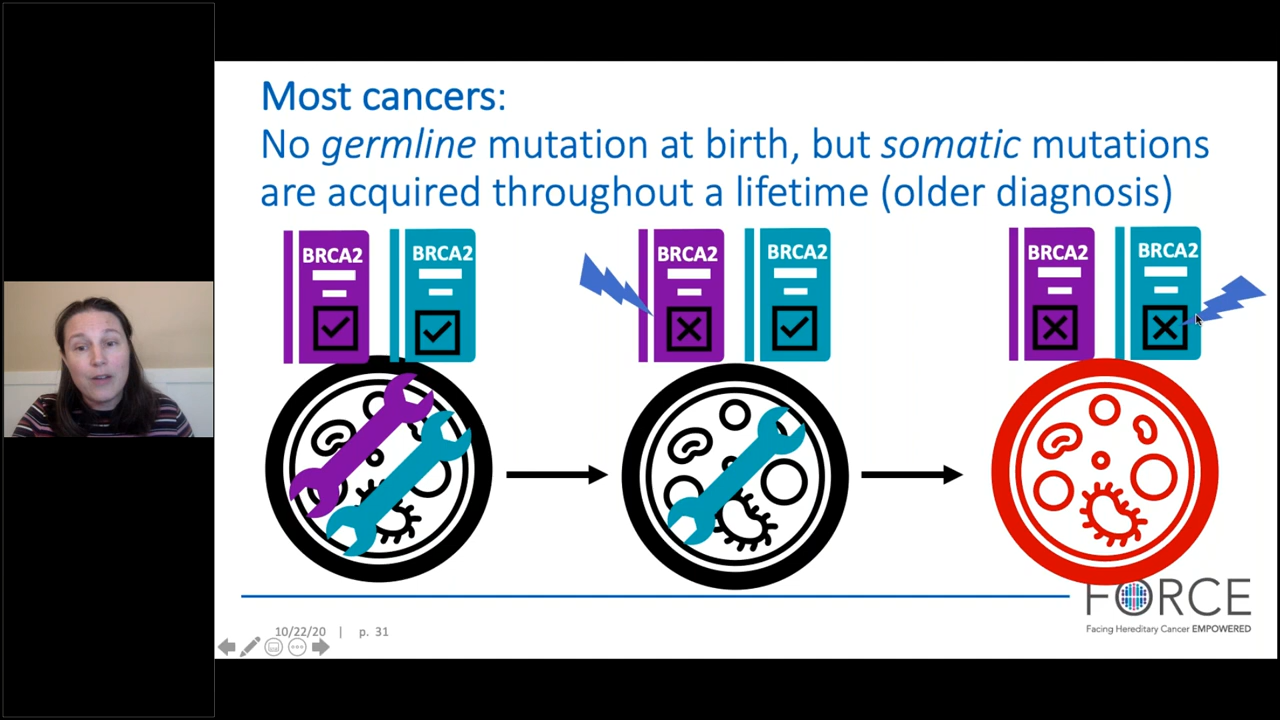 Most cancers:
No germline mutation at birth, but somatic mutations
are acquired throughout a lifetime (older diagnosis)
BRCA2
BRCA2
BRCA2
BRCA2
BRCA2
BRCA2
FORCE
Facing Hereditary Cancer EMPOWERED
10/22/20 | p. 31